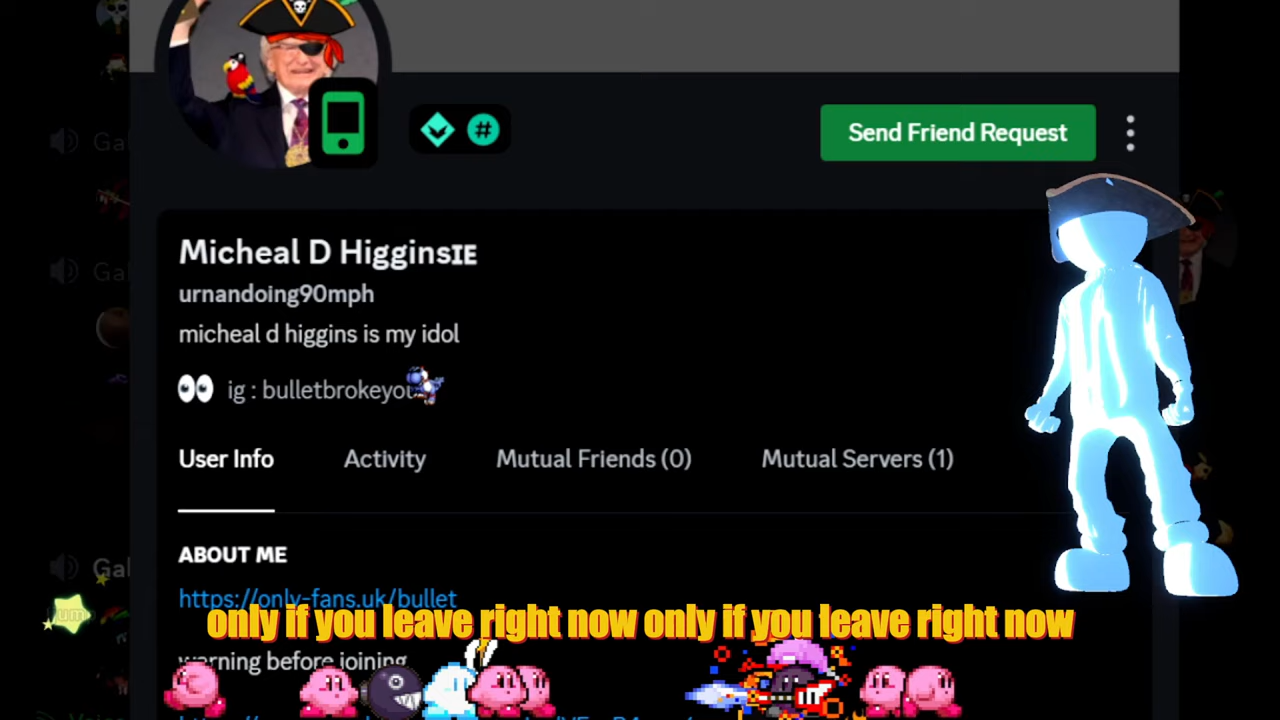 Send Friend Request
Micheal D HigginsIE
urnandoing90mph
micheal d higgins is my idol
ig : bulletbrokeyou
User Info Activity Mutual Friends (0) Mutual Servers (1)
ABOUT ME
https://only-fans.uk/bullet
only if you leave right now only if you leave right now
warning before joining